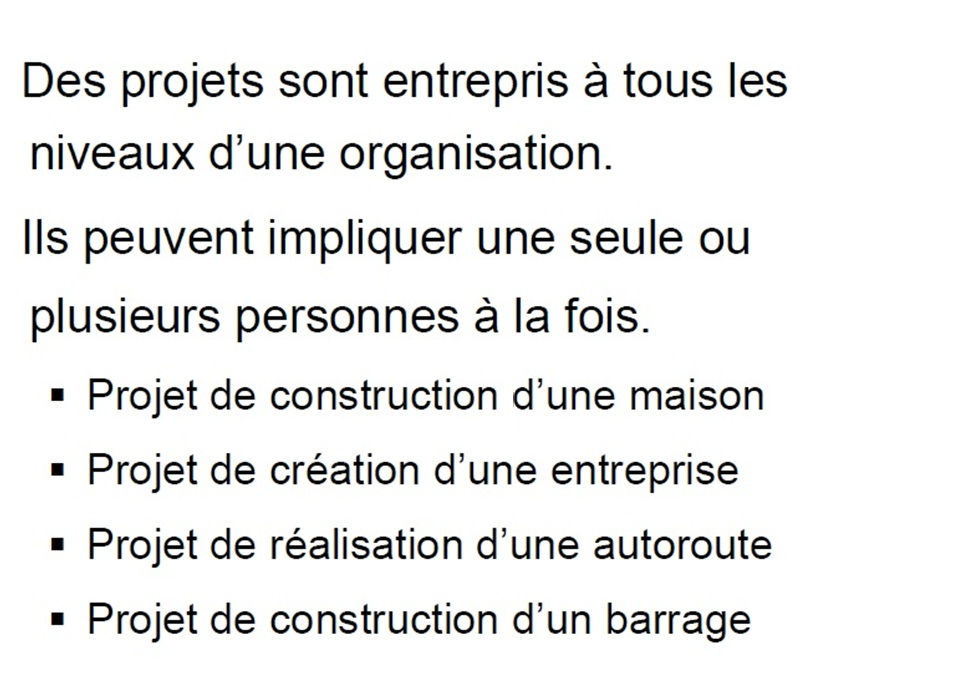 Des projets sont entrepris à tous les
niveaux d’une organisation.
Ils peuvent impliquer une seule ou
plusieurs personnes à la fois.
▪ Projet de construction d’une maison
▪ Projet de création d’une entreprise
▪ Projet de réalisation d’une autoroute
▪ Projet de construction d’un barrage